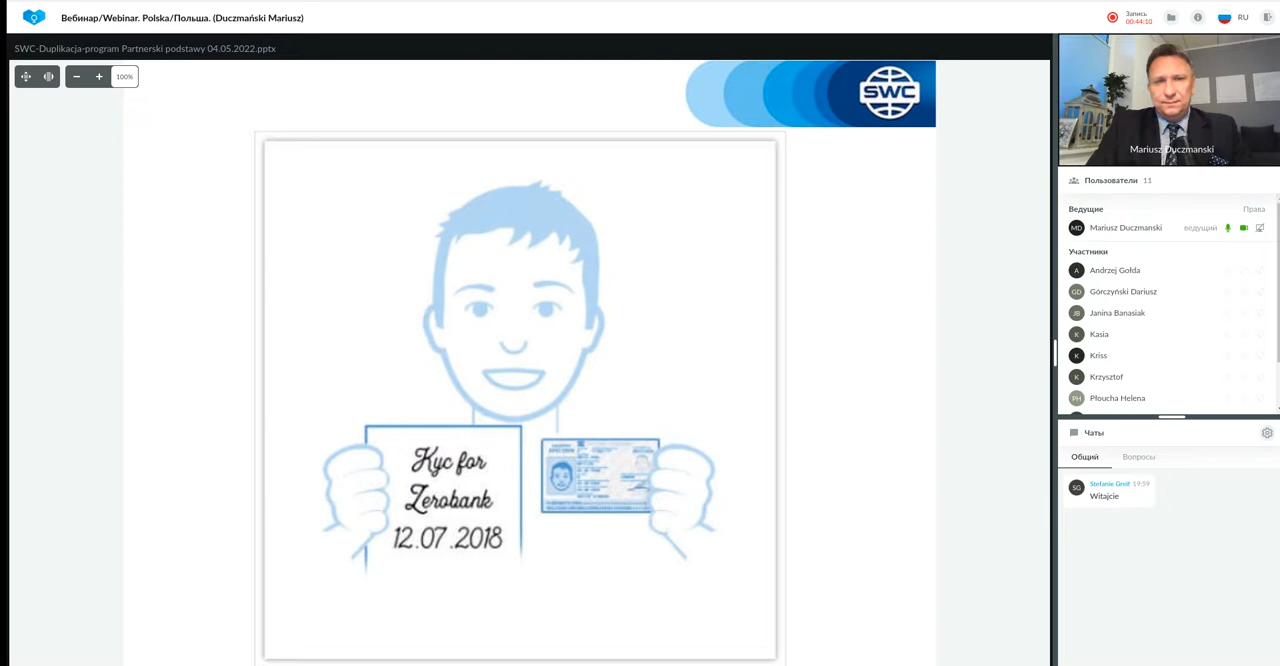 Вебинар/Webinar. Polska/Польша. (Duczmański Mariusz)
Запись
00:44:10
RU
SWC-Duplikacja-program Partnerski podstawy 04.05.2022.pptx
100%
SWC
Kyc for
Zerobank
12.07.2018
Mariusz Duczmanski
Пользователи 11
Ведущие Права
MD Mariusz Duczmanski ведущий
Участники
A Andrzej Gołda
GD Górczyński Dariusz
JB Janina Banasiak
K Kasia
K Kriss
K Krzysztof
PH Płoucha Helena
Чаты
Общий Вопросы
SG Stefanie Greif 19:59
Witajcie